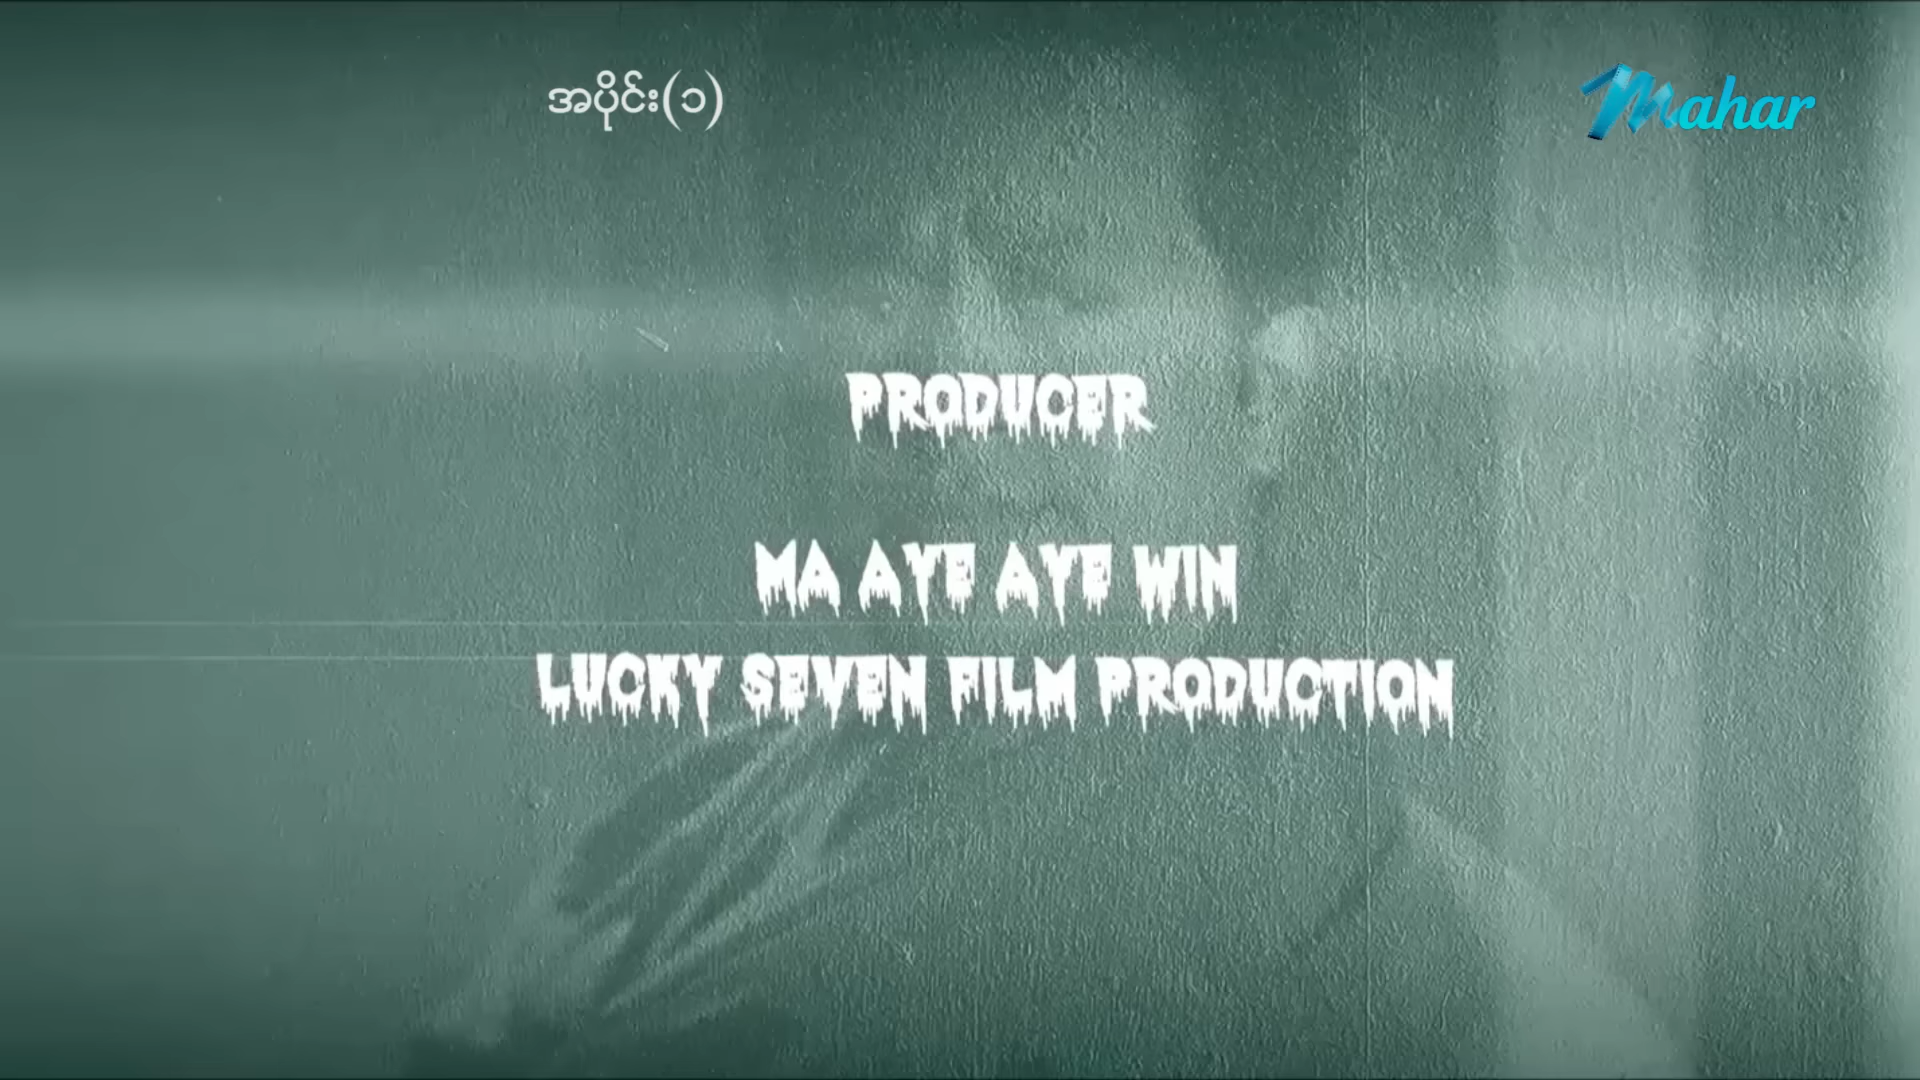 အပိုင်း(၁)
Mahar
PRODUCER
MA AYE AYE WIN
LUCKY SEVEN FILM PRODUCTION